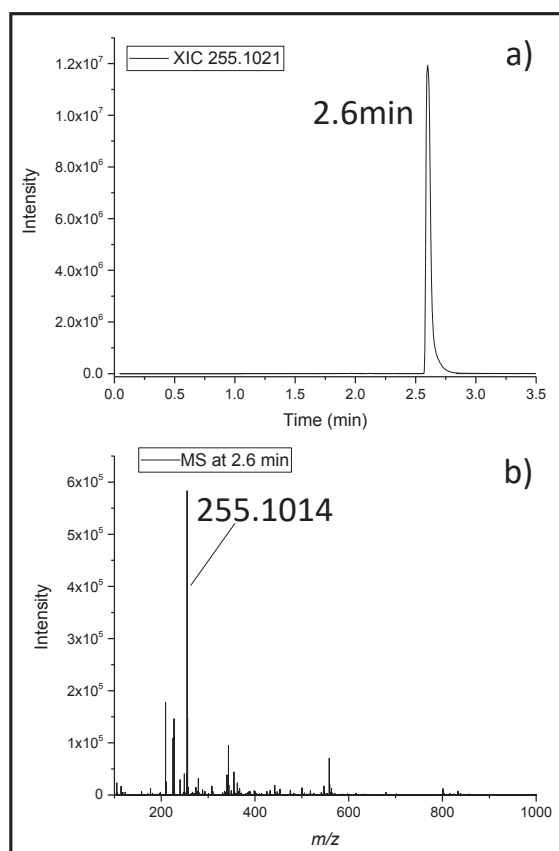 XIC 255.1021
a)
2.6min
1.2x10⁷
1.0x10⁷
8.0x10⁶
6.0x10⁶
4.0x10⁶
2.0x10⁶
0.0
Intensity
0.0 0.5 1.0 1.5 2.0 2.5 3.0 3.5
Time (min)
MS at 2.6 min
b)
255.1014
6x10⁵
5x10⁵
4x10⁵
3x10⁵
2x10⁵
1x10⁵
0
Intensity
200 400 600 800 1000
m/z